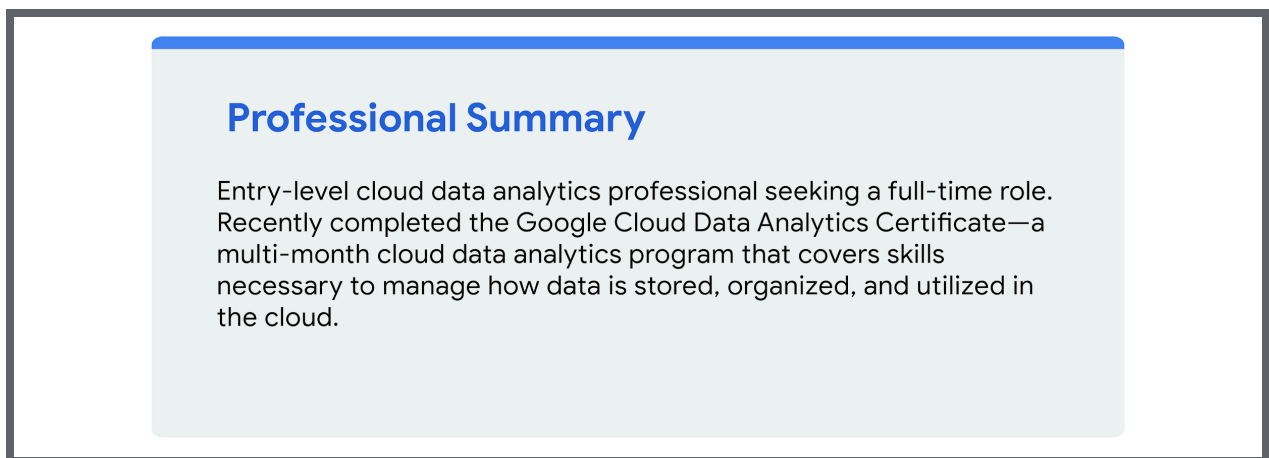 Professional Summary
Entry-level cloud data analytics professional seeking a full-time role.
Recently completed the Google Cloud Data Analytics Certificate—a
multi-month cloud data analytics program that covers skills
necessary to manage how data is stored, organized, and utilized in
the cloud.